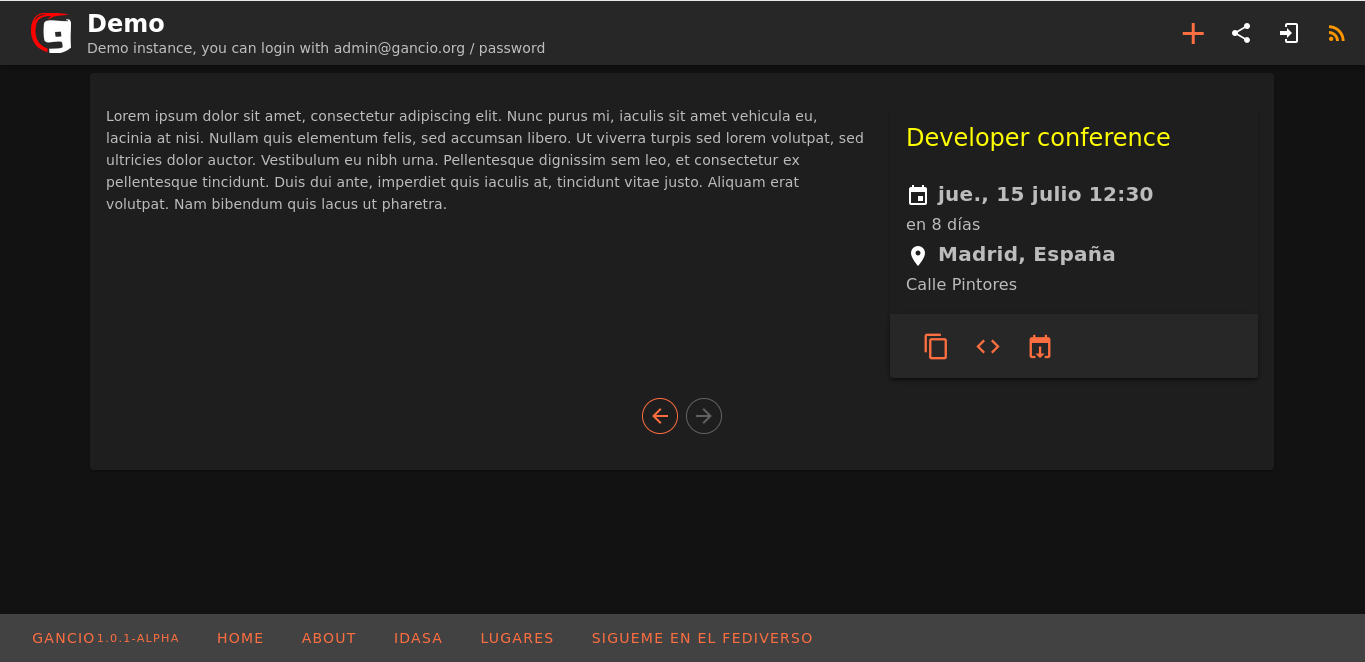 Demo
Demo instance, you can login with admin@gancio.org / password
Lorem ipsum dolor sit amet, consectetur adipiscing elit. Nunc purus mi, iaculis sit amet vehicula eu,
lacinia at nisi. Nullam quis elementum felis, sed accumsan libero. Ut viverra turpis sed lorem volutpat, sed
ultricies dolor auctor. Vestibulum eu nibh urna. Pellentesque dignissim sem leo, et consectetur ex
pellentesque tincidunt. Duis dui ante, imperdiet quis iaculis at, tincidunt vitae justo. Aliquam erat
volutpat. Nam bibendum quis lacus ut pharetra.
Developer conference
jue., 15 julio 12:30
en 8 días
Madrid, España
Calle Pintores
GANCIO 1.0.1-ALPHA HOME ABOUT IDASA LUGARES SIGUEME EN EL FEDIVERSO